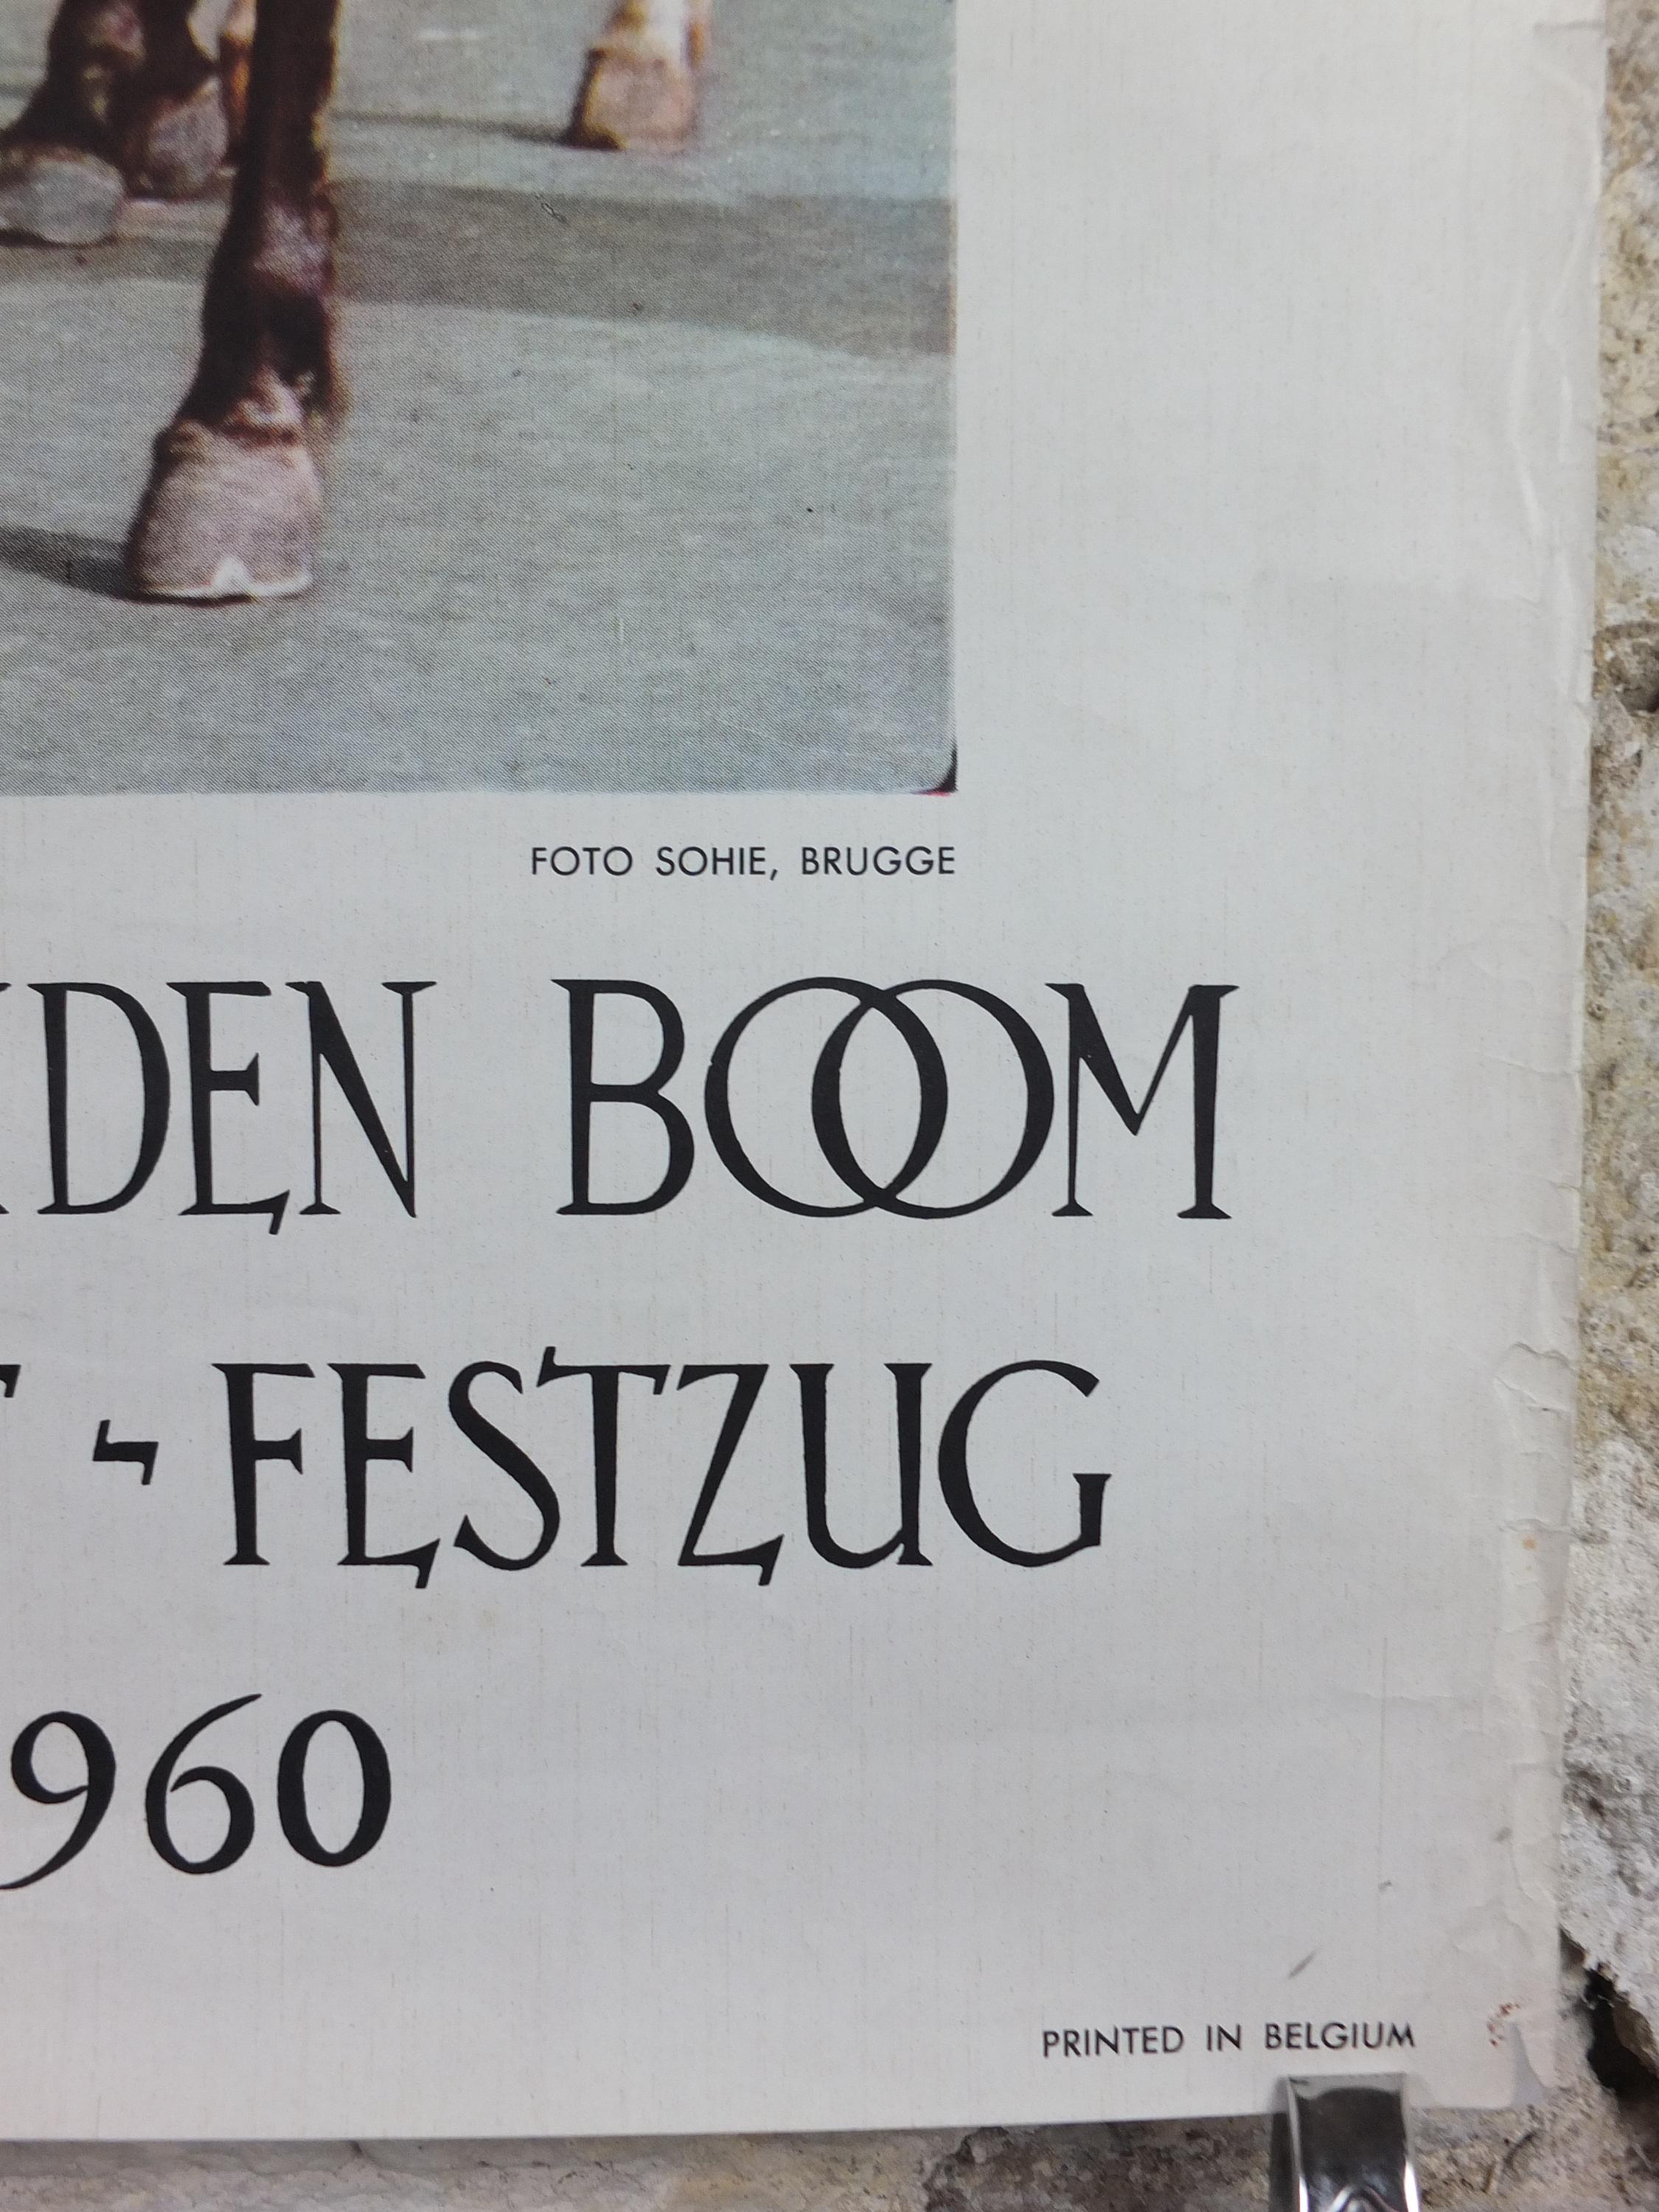 FOTO SOHIE, BRUGGE
DEN BOOM
- FESTZUG
960
PRINTED IN BELGIUM